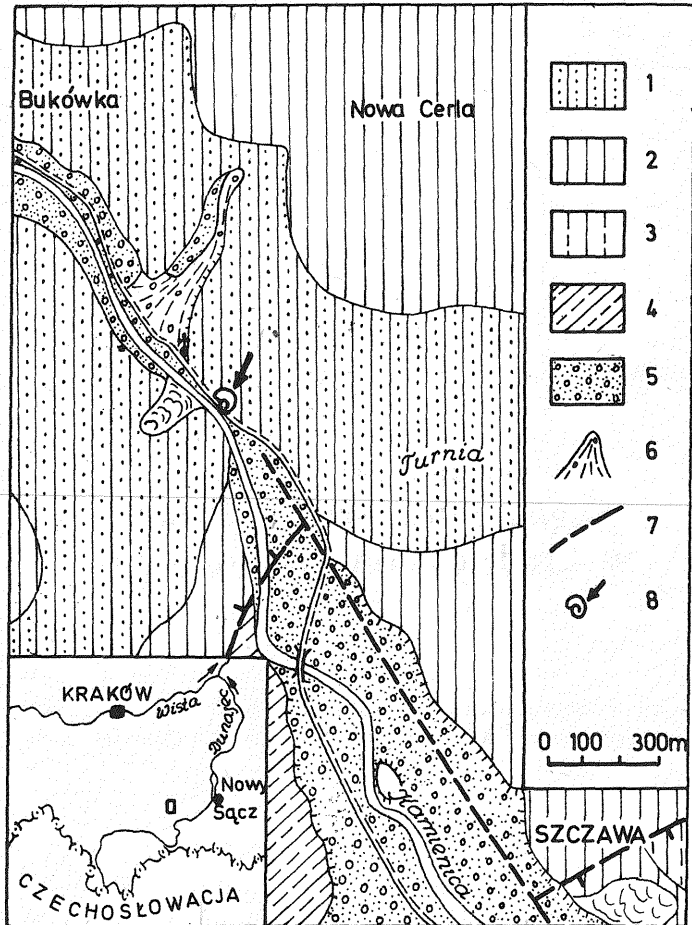 Bukówka
Nowa Cerla
Turnia
Kamienica
SZCZAWA
KRAKÓW
Wisła
Dunajec
Nowy
Sącz
CZECHOSŁOWACJA
1
2
3
4
5
6
7
8
0 100 300m